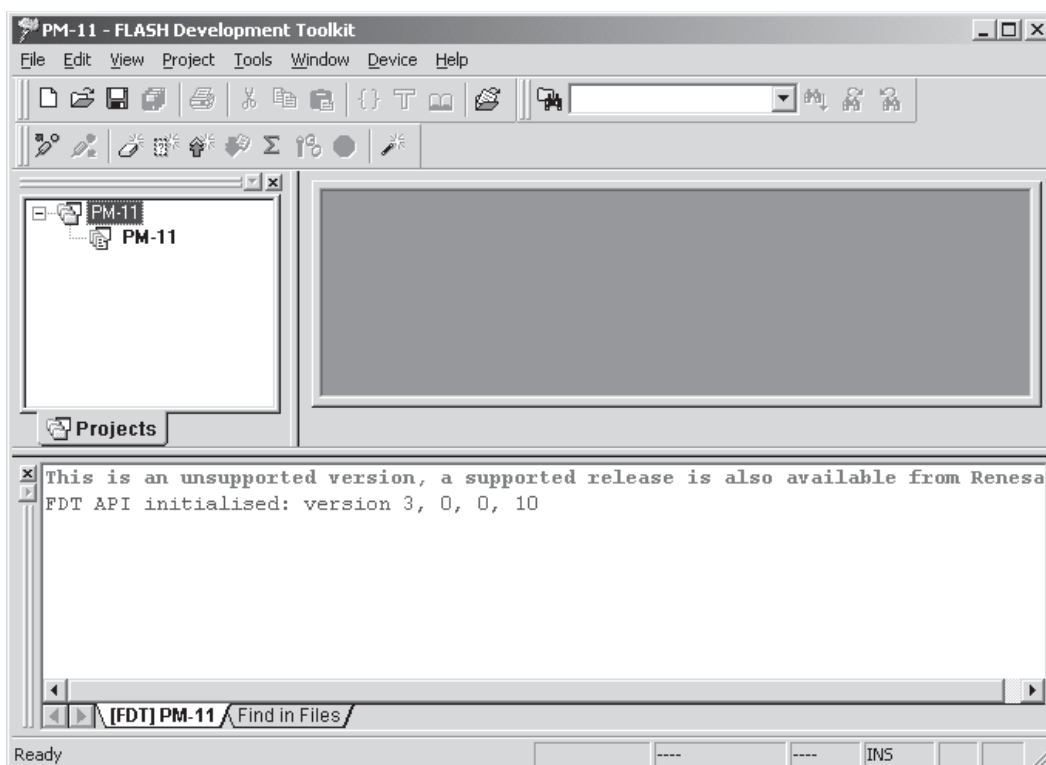 PM-11 - FLASH Development Toolkit
File Edit View Project Tools Window Device Help
PM-11
PM-11
Projects
This is an unsupported version, a supported release is also available from Renesa
FDT API initialised: version 3, 0, 0, 10
[FDT] PM-11 Find in Files
Ready ---- ---- INS